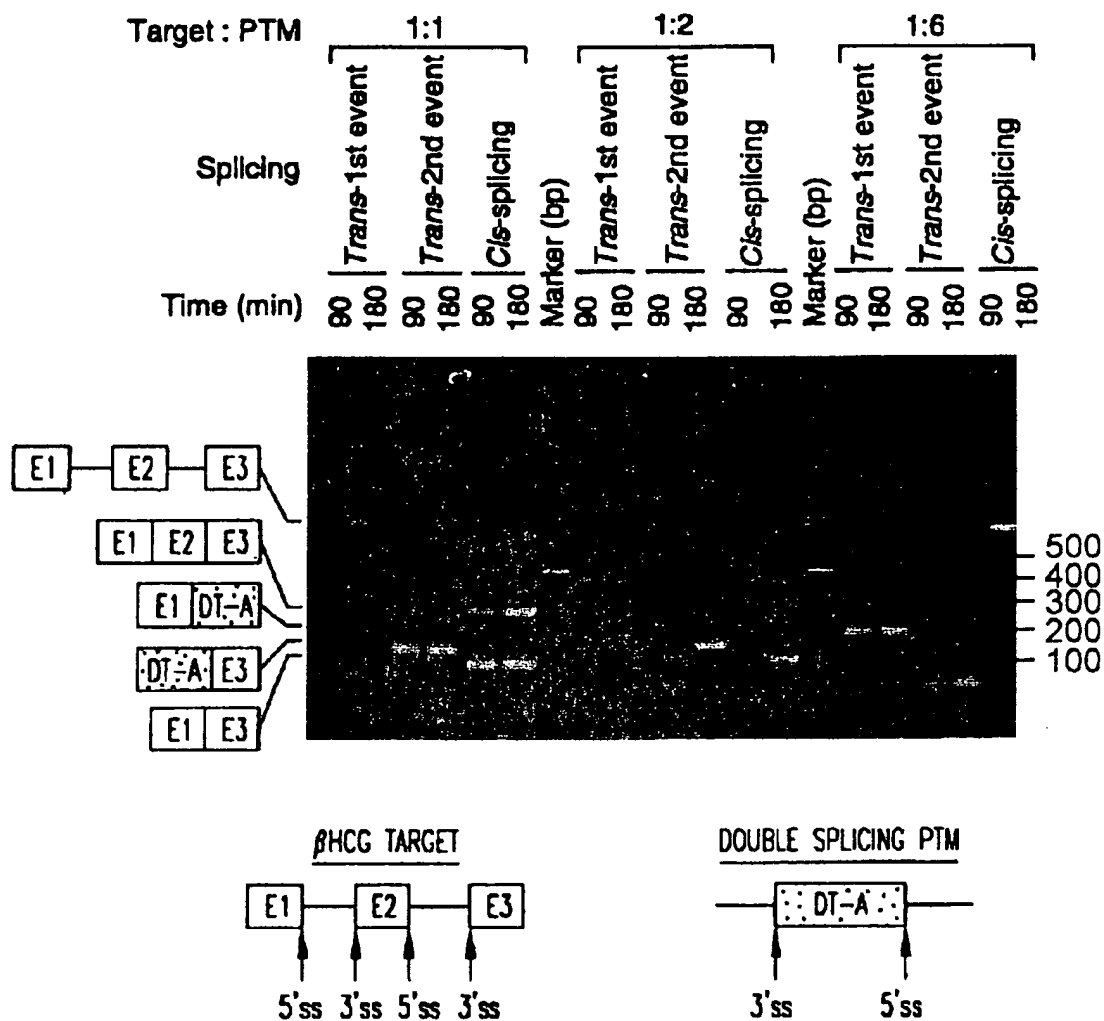 Target : PTM 1:1 1:2 1:6
Splicing Trans-1st event Trans-2nd event Cis-splicing Marker (bp) Trans-1st event Trans-2nd event Cis-splicing Marker (bp) Trans-1st event Trans-2nd event Cis-splicing
Time (min) 90 180 90 180 90 180 90 180 90 180 90 180 90 180 90 180 90 180
E1 E2 E3
E1 E2 E3
E1 DT-A
DT-A E3
E1 E3
500
400
300
200
100
βHCG TARGET
E1 E2 E3
5'ss 3'ss 5'ss 3'ss
DOUBLE SPLICING PTM
DT-A
3'ss 5'ss